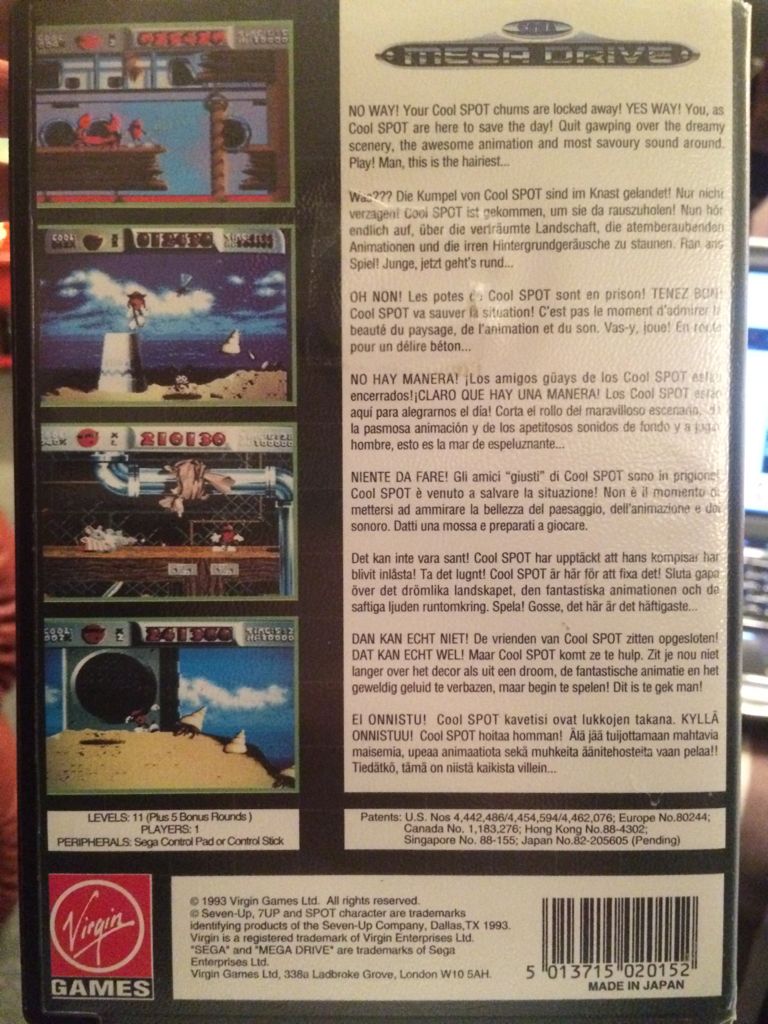 SEGA
MEGA DRIVE
NO WAY! Your Cool SPOT chums are locked away! YES WAY! You, as
Cool SPOT are here to save the day! Quit gawping over the dreamy
scenery, the awesome animation and most savoury sound around.
Play! Man, this is the hairiest...
Was??? Die Kumpel von Cool SPOT sind im Knast gelandet! Nur nicht
verzagen! Cool SPOT ist gekommen, um sie da rauszuholen! Nun hör
endlich auf, über die verträumte Landschaft, die atemberaubenden
Animationen und die irren Hintergrundgeräusche zu staunen. Ran ans
Spiel! Junge, jetzt geht's rund...
OH NON! Les potes Cool SPOT sont en prison! TENEZ BON!
Cool SPOT va sauver la situation! C'est pas le moment d'admirer la
beauté du paysage, de l'animation et du son. Vas-y, joue! En route
pour un délire béton...
NO HAY MANERA! ¡Los amigos güays de los Cool SPOT están
encerrados!¡CLARO QUE HAY UNA MANERA! Los Cool SPOT están
aquí para alegrarnos el día! Corta el rollo del maravilloso escenario, de
la pasmosa animación y de los apetitosos sonidos de fondo y a jugar
hombre, esto es la mar de espeluznante...
NIENTE DA FARE! Gli amici "giusti" di Cool SPOT sono in prigione!
Cool SPOT è venuto a salvare la situazione! Non è il momento di
mettersi ad ammirare la bellezza del paesaggio, dell'animazione e del
sonoro. Datti una mossa e preparati a giocare.
Det kan inte vara sant! Cool SPOT har upptäckt att hans kompisar har
blivit inlåsta! Ta det lugnt! Cool SPOT är här för att fixa det! Sluta gapa
över det drömlika landskapet, den fantastiska animationen och de
saftiga ljuden runtomkring. Spela! Gosse, det här är det häftigaste...
DAN KAN ECHT NIET! De vrienden van Cool SPOT zitten opgesloten!
DAT KAN ECHT WEL! Maar Cool SPOT komt ze te hulp. Zit je nou niet
langer over het decor als uit een droom, de fantastische animatie en het
geweldig geluid te verbazen, maar begin te spelen! Dit is te gek man!
EI ONNISTU! Cool SPOT kavetisi ovat lukkojen takana. KYLLÄ
ONNISTUU! Cool SPOT hoitaa homman! Älä jää tuijottamaan mahtavia
maisemia, upeaa animaatiota sekä muhkeita äänitehosteita vaan pelaa!!
Tiedätkö, tämä on niistä kaikista villein...
LEVELS: 11 (Plus 5 Bonus Rounds )
PLAYERS: 1
PERIPHERALS: Sega Control Pad or Control Stick
Patents: U.S. Nos 4,442,486/4,454,594/4,462,076; Europe No.80244;
Canada No. 1,183,276; Hong Kong No.88-4302;
Singapore No. 88-155; Japan No.82-205605 (Pending)
Virgin
GAMES
© 1993 Virgin Games Ltd. All rights reserved.
© Seven-Up, 7UP and SPOT character are trademarks
identifying products of the Seven-Up Company, Dallas,TX 1993.
Virgin is a registered trademark of Virgin Enterprises Ltd.
"SEGA" and "MEGA DRIVE" are trademarks of Sega
Enterprises Ltd.
Virgin Games Ltd, 338a Ladbroke Grove, London W10 5AH.
5 013715 020152
MADE IN JAPAN